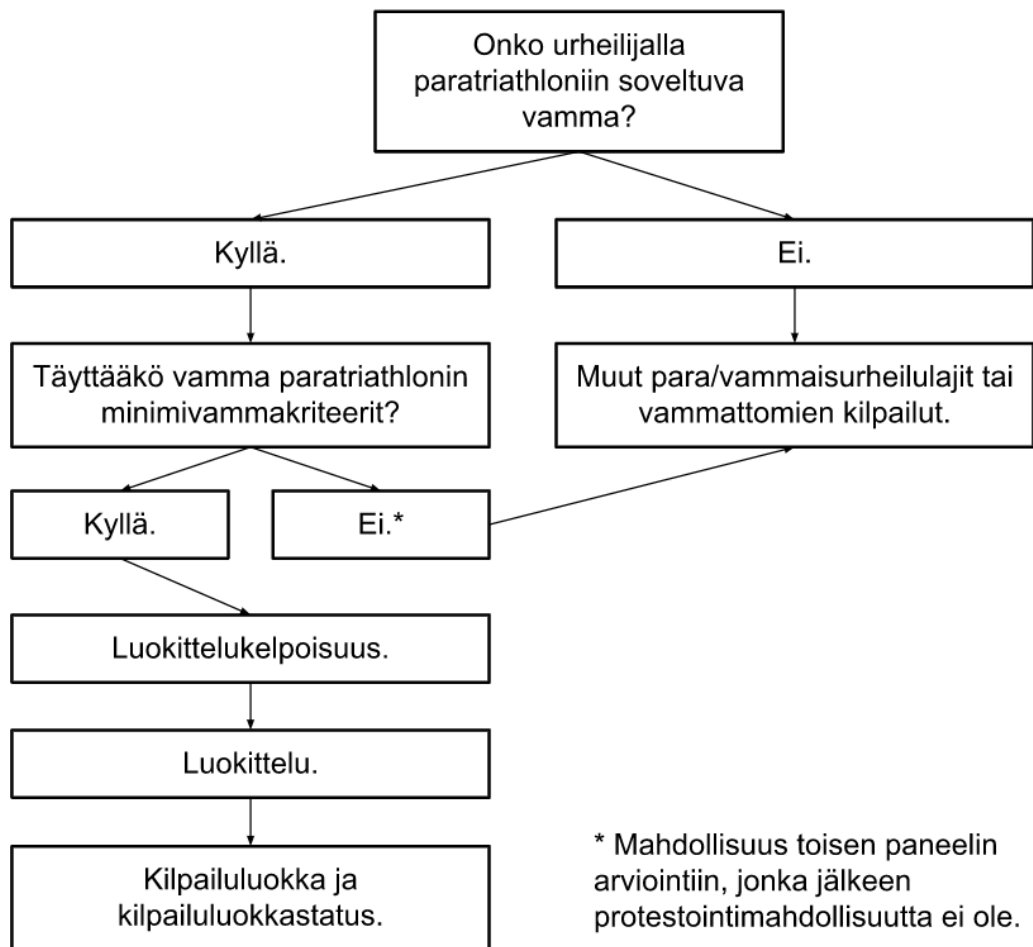 Onko urheilijalla
paratriathloniin soveltuva
vamma?
Kyllä.
Ei.
Täyttääkö vamma paratriathlonin
minimivammakriteerit?
Muut para/vammaisurheilulajit tai
vammattomien kilpailut.
Kyllä.
Ei.*
Luokittelukelpoisuus.
Luokittelu.
Kilpailuluokka ja
kilpailuluokkastatus.
* Mahdollisuus toisen paneelin
arviointiin, jonka jälkeen
protestointimahdollisuutta ei ole.